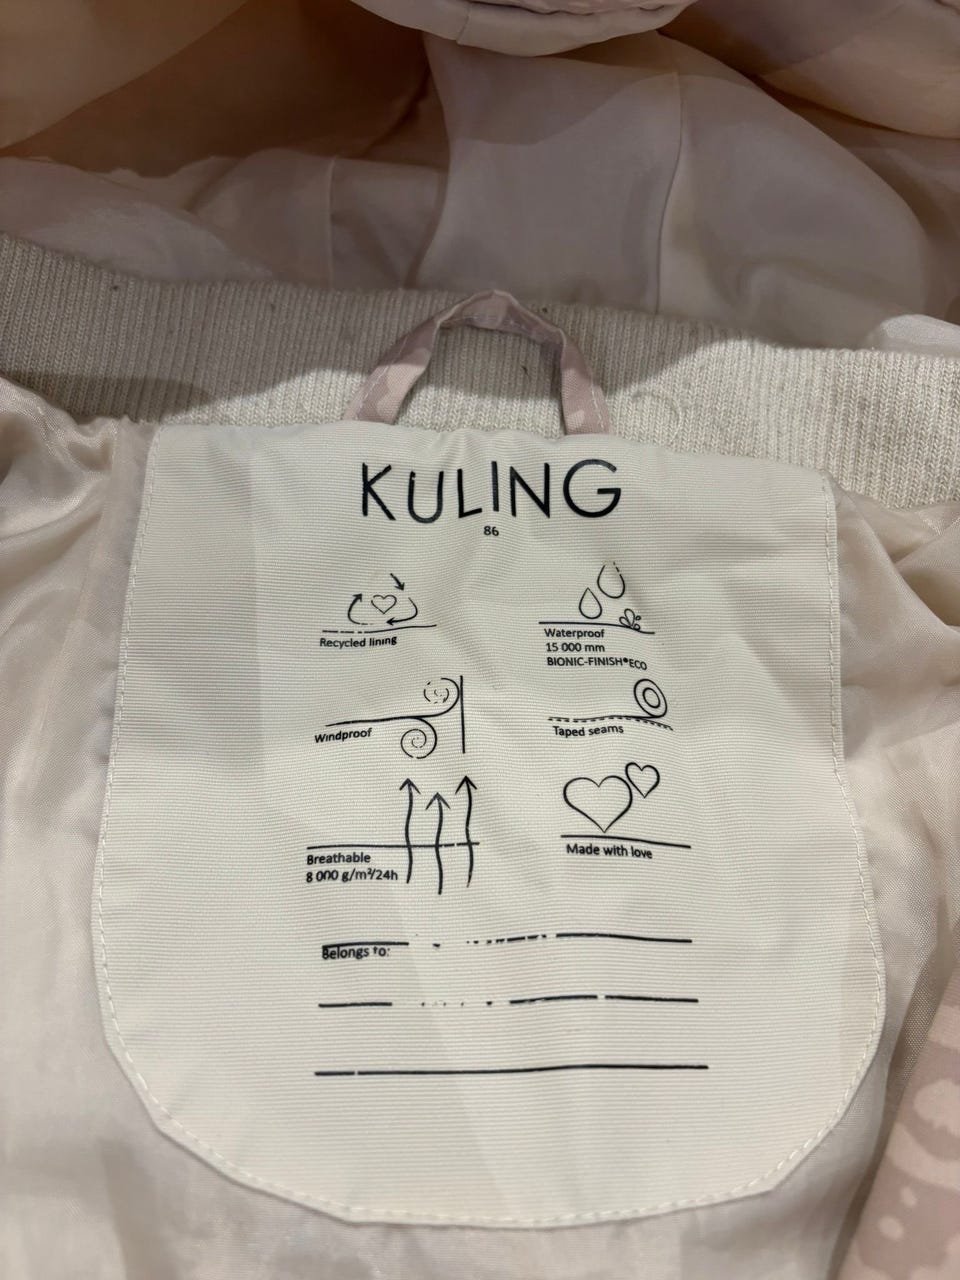 KULING
86
Recycled lining
Waterproof
15 000 mm
BIONIC-FINISH®ECO
Windproof
Taped seams
Breathable
8 000 g/m²/24h
Made with love
Belongs to: